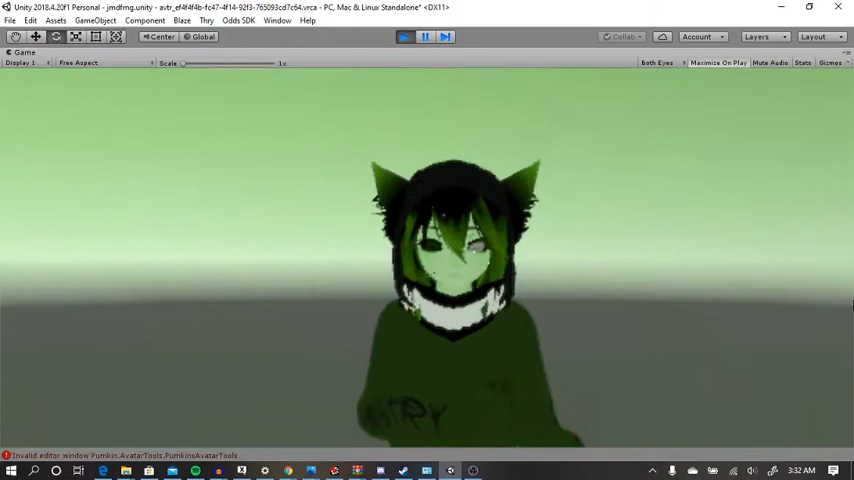 Unity 2018.4.20f1 Personal - jmdfmg.unity - avtr_ef4f4f4b-fc47-4f14-92f3-765093cd7c64.vrca - PC, Mac & Linux Standalone* <DX11>
File Edit Assets GameObject Component Blaze Thry Odds SDK Window Help
Center Global Collab Account Layers Layout
Game
Display 1 Free Aspect Scale 1x Both Eyes Maximize On Play Mute Audio Stats Gizmos
Invalid editor window Pumkin.AvatarTools.PumkinsAvatarTools
3:32 AM